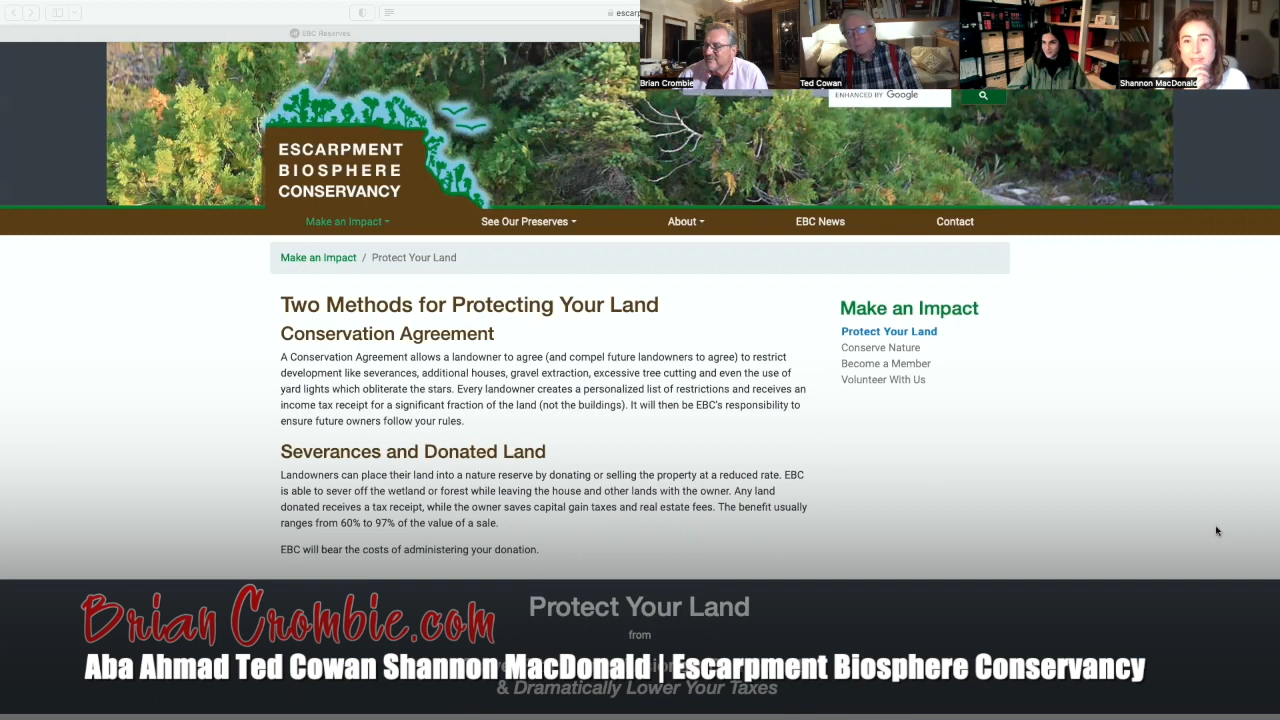 escarp
EBC Reserves
Brian Crombie
Ted Cowan
Shannon MacDonald
ENHANCED BY Google
ESCARPMENT
BIOSPHERE
CONSERVANCY
Make an Impact
See Our Preserves
About
EBC News
Contact
Make an Impact / Protect Your Land
Two Methods for Protecting Your Land
Conservation Agreement
A Conservation Agreement allows a landowner to agree (and compel future landowners to agree) to restrict
development like severances, additional houses, gravel extraction, excessive tree cutting and even the use of
yard lights which obliterate the stars. Every landowner creates a personalized list of restrictions and receives an
income tax receipt for a significant fraction of the land (not the buildings). It will then be EBC's responsibility to
ensure future owners follow your rules.
Severances and Donated Land
Landowners can place their land into a nature reserve by donating or selling the property at a reduced rate. EBC
is able to sever off the wetland or forest while leaving the house and other lands with the owner. Any land
donated receives a tax receipt, while the owner saves capital gain taxes and real estate fees. The benefit usually
ranges from 60% to 97% of the value of a sale.
EBC will bear the costs of administering your donation.
Make an Impact
Protect Your Land
Conserve Nature
Become a Member
Volunteer With Us
Protect Your Land
from
Brian Crombie.com
Aba Ahmad Ted Cowan Shannon MacDonald | Escarpment Biosphere Conservancy
& Dramatically Lower Your Taxes